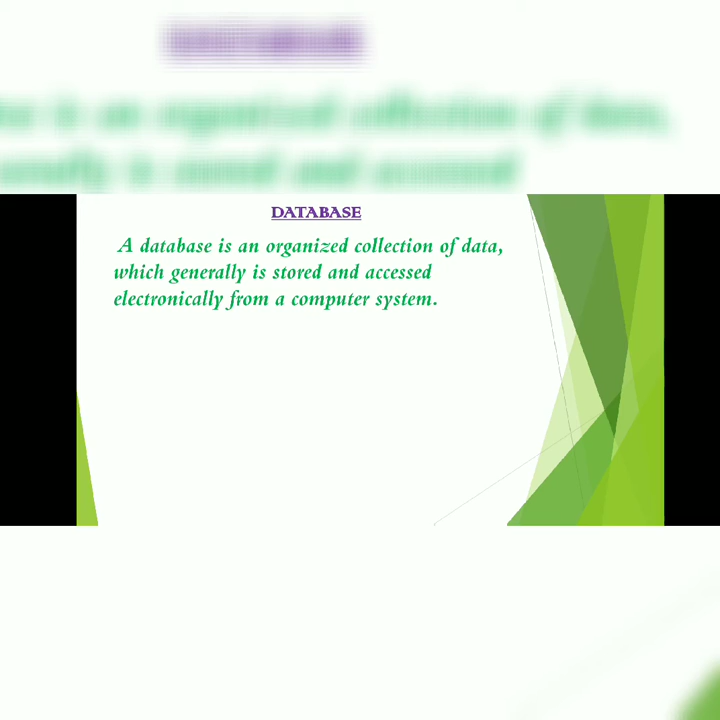 DATABASE
A database is an organized collection of data,
which generally is stored and accessed
electronically from a computer system.